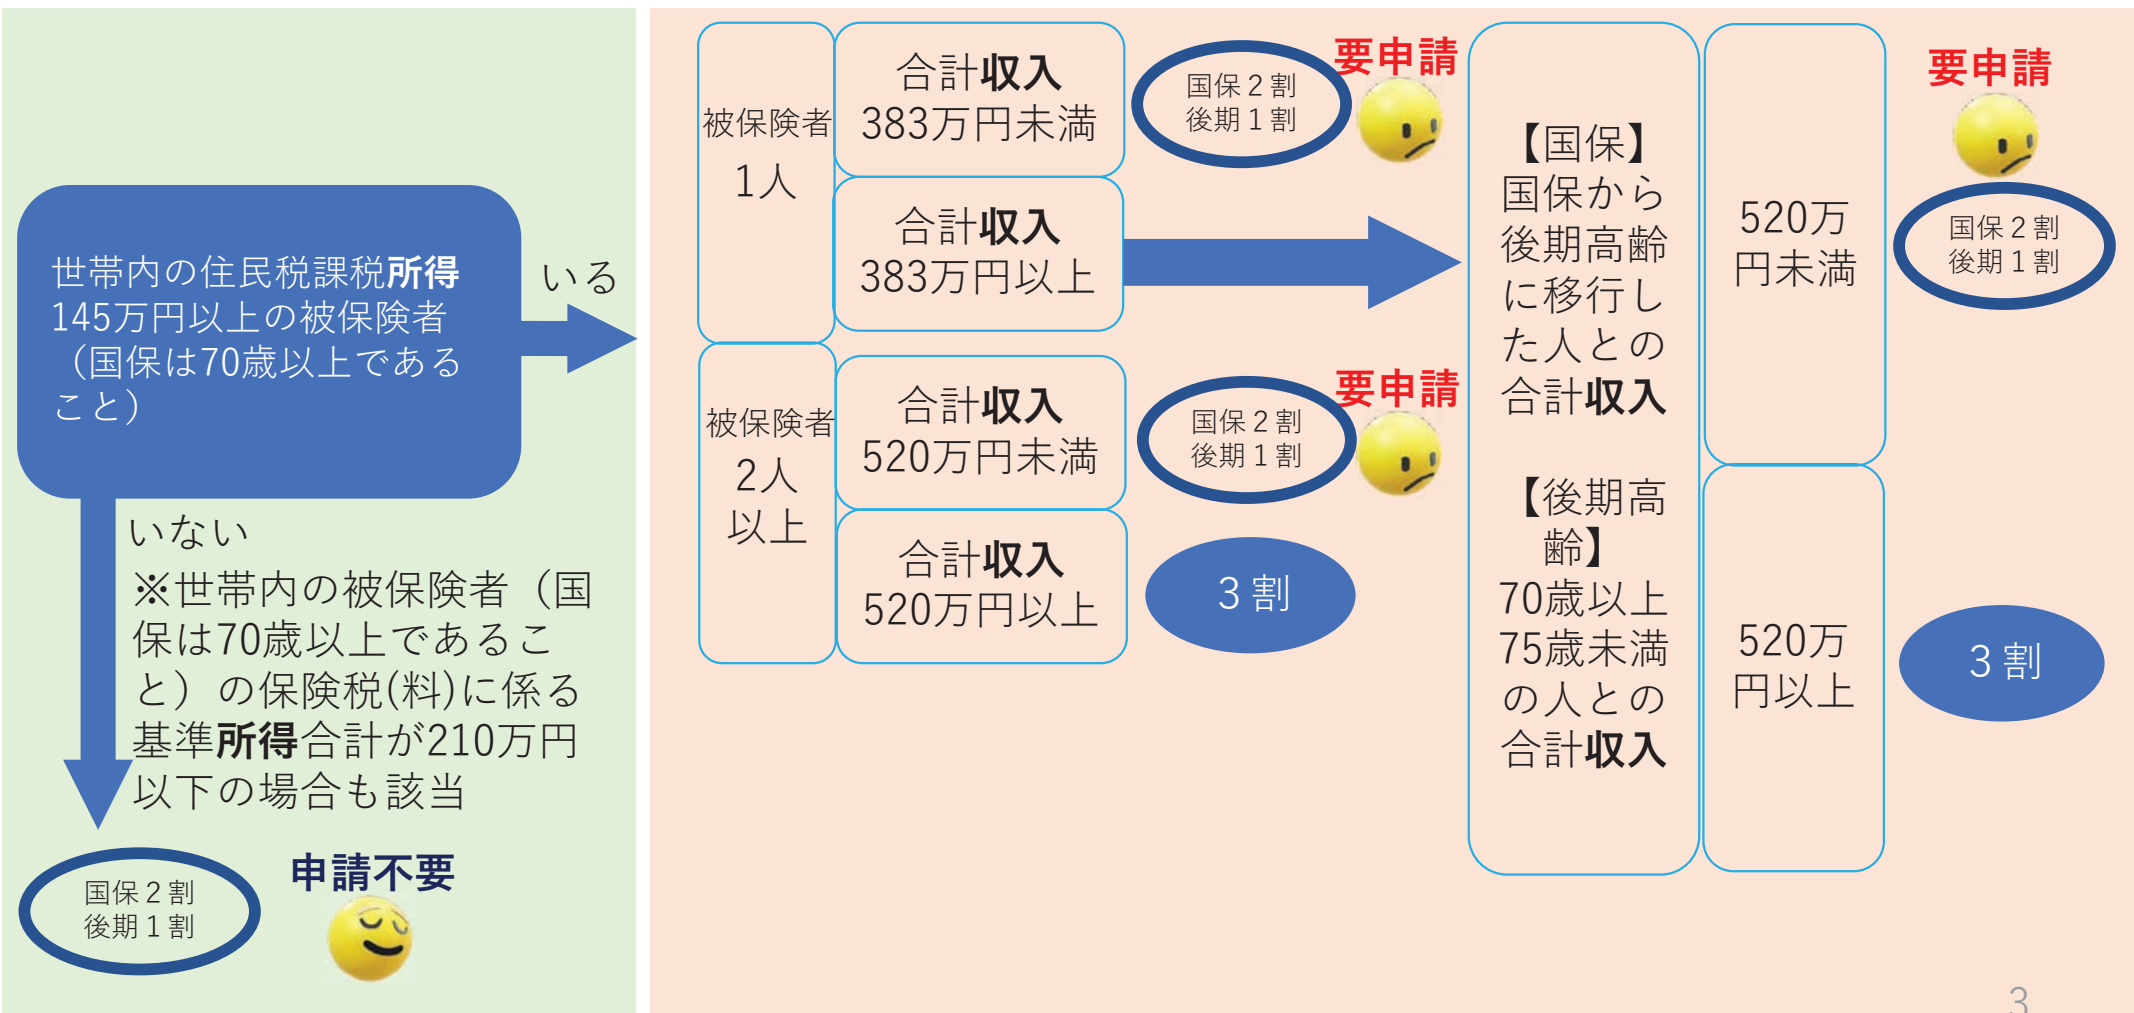 世帯内の住民税課税所得
145万円以上の被保険者
（国保は70歳以上である
こと）
いる
いない
※世帯内の被保険者（国
保は70歳以上であるこ
と）の保険税(料)に係る
基準所得合計が210万円
以下の場合も該当
国保２割
後期１割
申請不要
被保険者
1人
合計収入
383万円未満
国保２割
後期１割
要申請
合計収入
383万円以上
被保険者
2人
以上
合計収入
520万円未満
国保２割
後期１割
要申請
合計収入
520万円以上
３割
【国保】
国保から
後期高齢
に移行し
た人との
合計収入
【後期高
齢】
70歳以上
75歳未満
の人との
合計収入
520万
円未満
要申請
国保２割
後期１割
520万
円以上
３割
3